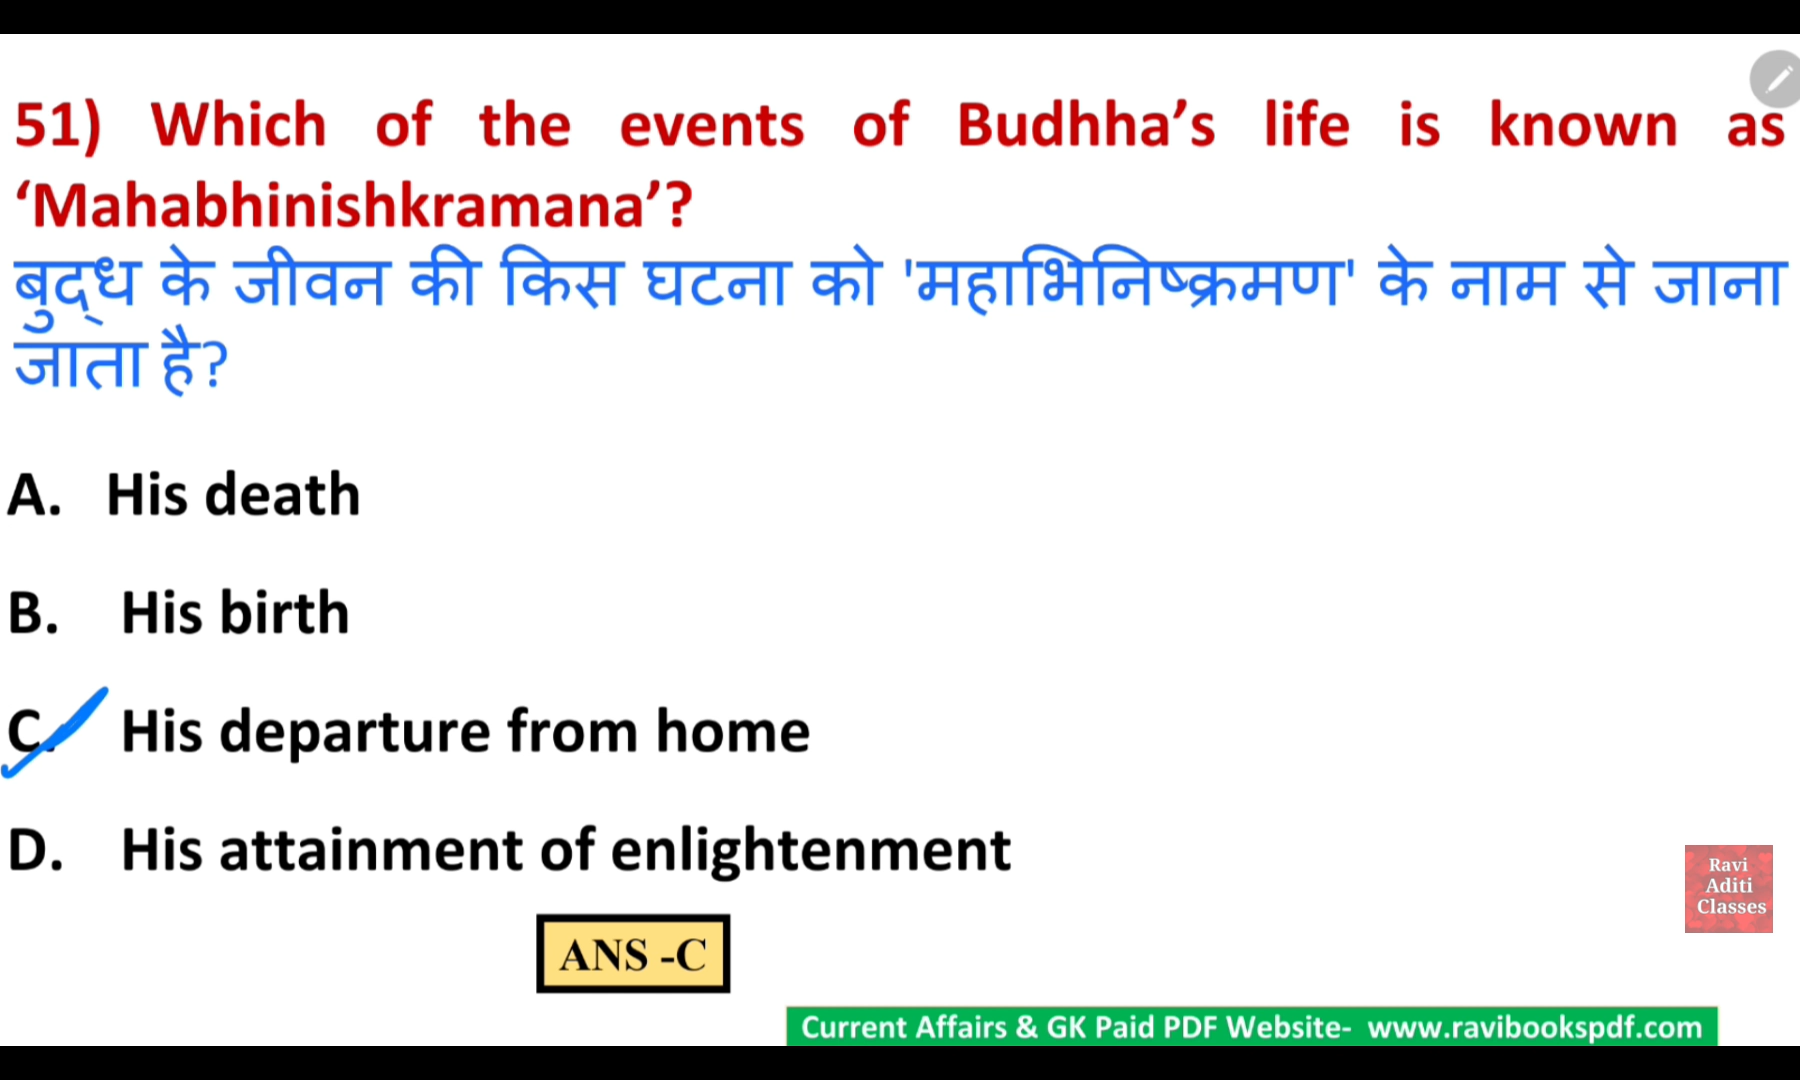 51) Which of the events of Budhha’s life is known as
‘Mahabhinishkramana’?
बुद्ध के जीवन की किस घटना को 'महाभिनिष्क्रमण' के नाम से जाना
जाता है?
A. His death
B. His birth
C. His departure from home
D. His attainment of enlightenment
Ravi
Aditi
Classes
ANS -C
Current Affairs & GK Paid PDF Website- www.ravibookspdf.com